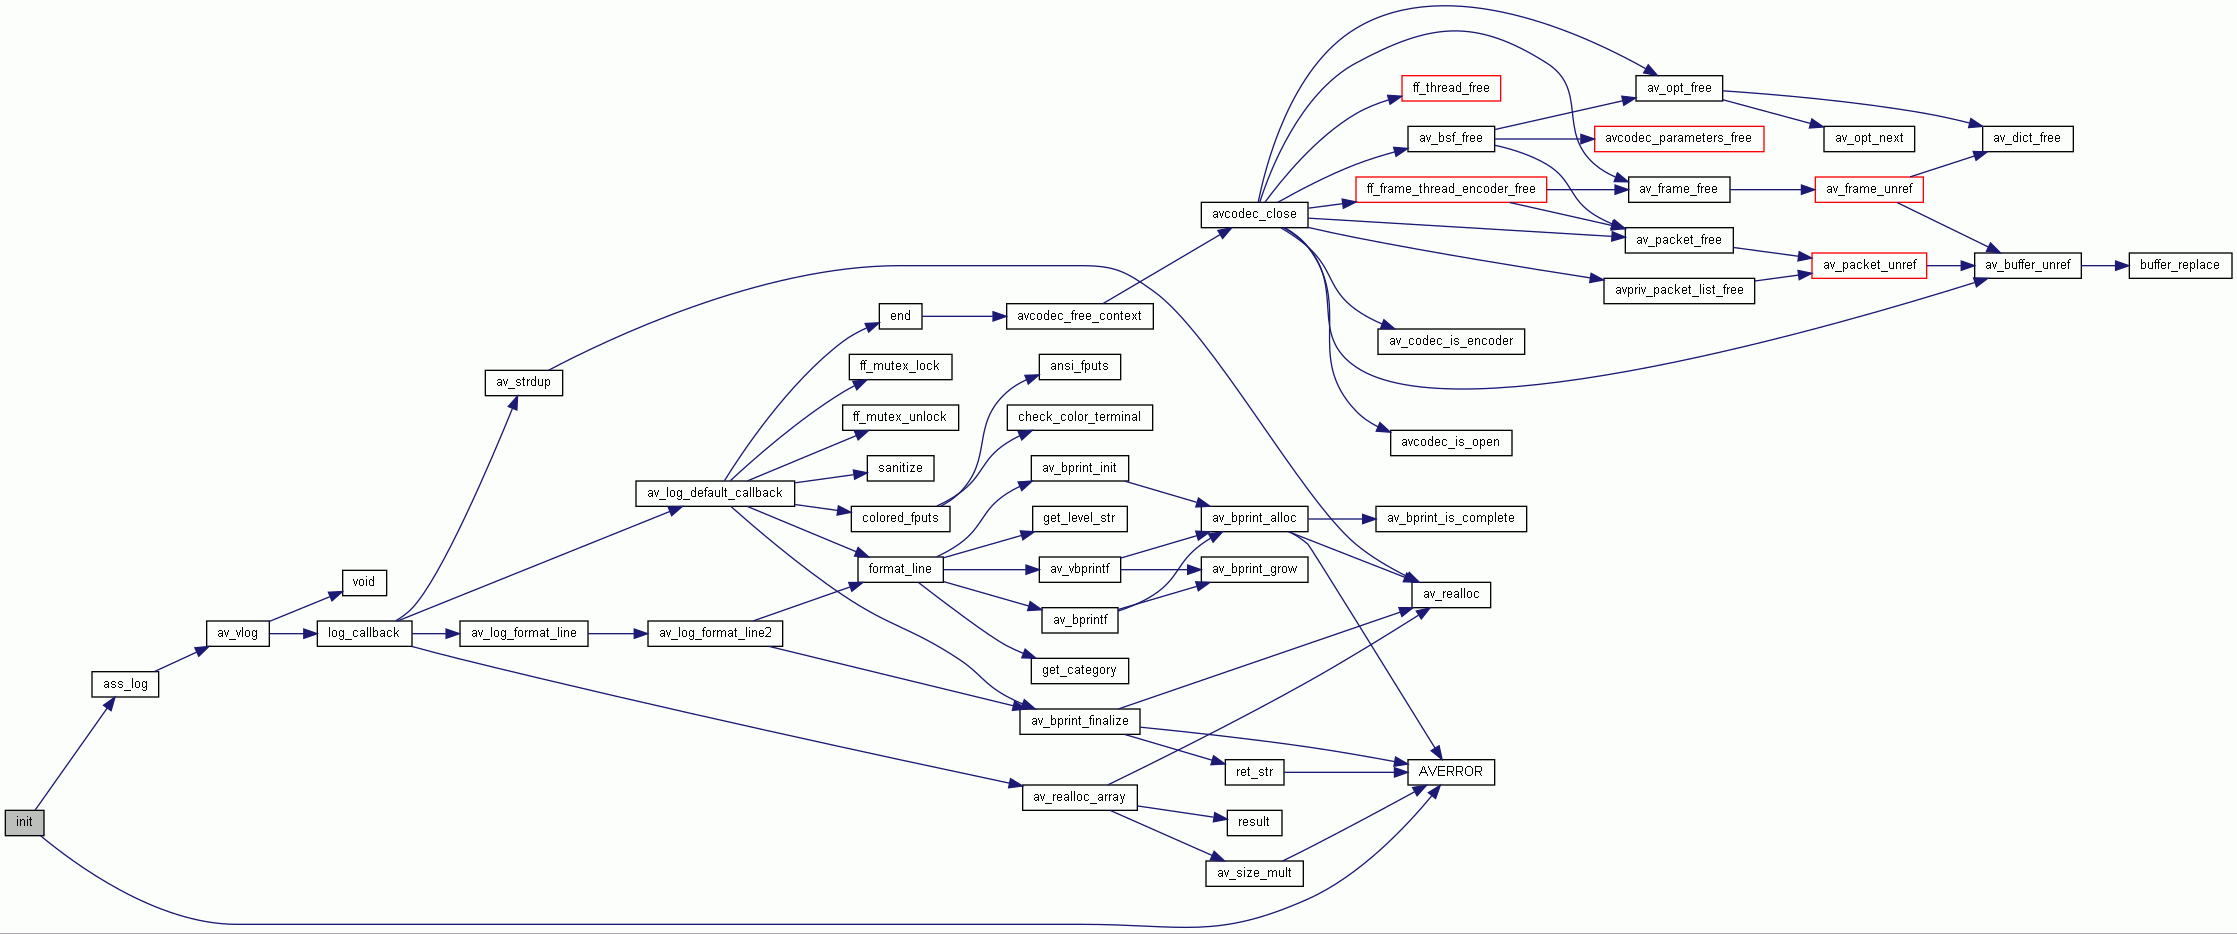 init
ass_log
av_vlog
void
log_callback
av_strdup
av_log_format_line
av_log_default_callback
av_log_format_line2
end
ff_mutex_lock
ff_mutex_unlock
sanitize
colored_fputs
format_line
avcodec_free_context
ansi_fputs
check_color_terminal
av_bprint_init
get_level_str
av_vbprintf
av_bprintf
get_category
av_bprint_finalize
av_realloc_array
avcodec_close
av_bprint_alloc
av_bprint_grow
ret_str
result
av_size_mult
ff_thread_free
av_bsf_free
ff_frame_thread_encoder_free
av_codec_is_encoder
avcodec_is_open
av_bprint_is_complete
av_realloc
AVERROR
av_opt_free
avcodec_parameters_free
av_frame_free
av_packet_free
avpriv_packet_list_free
av_opt_next
av_frame_unref
av_packet_unref
av_dict_free
av_buffer_unref
buffer_replace